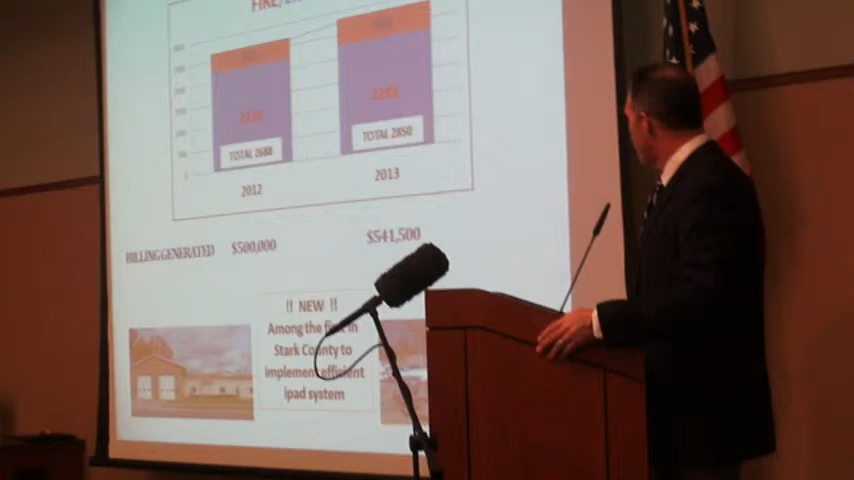 FIRE/
TOTAL 2688
TOTAL 2850
2012
2013
BILLING GENERATED $500,000 $541,500
!! NEW !!
Among the first in
Stark County to
implement efficient
ipad system